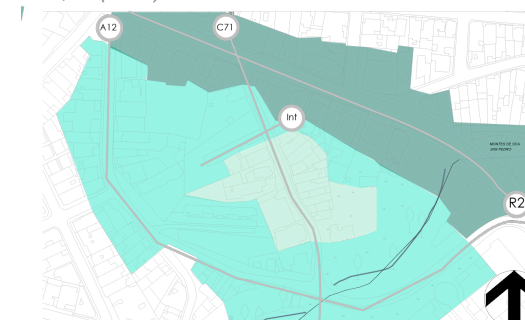 A12
C71
Int
MONTES DE OCA
SAN PEDRO
R2